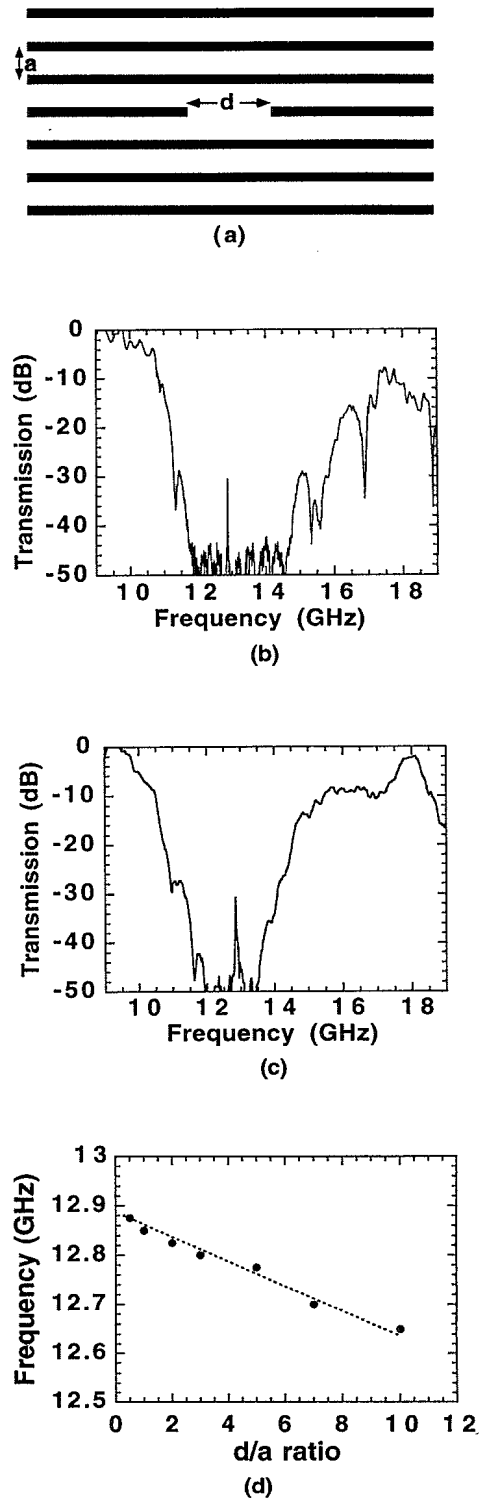 a
d
(a)
0
-10
-20
-30
-40
-50
Transmission (dB)
10 12 14 16 18
Frequency (GHz)
(b)
0
-10
-20
-30
-40
-50
Transmission (dB)
10 12 14 16 18
Frequency (GHz)
(c)
13
12.9
12.8
12.7
12.6
12.5
Frequency (GHz)
0 2 4 6 8 10 12
d/a ratio
(d)